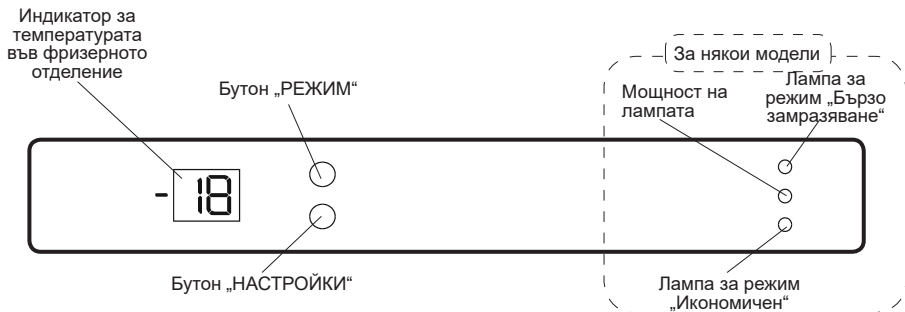 Индикатор за
температурата
във фризерното
отделение
Бутон „РЕЖИМ“
За някои модели
Мощност на
лампата
Лампа за
режим „Бързо
замразяване“
-18
Бутон „НАСТРОЙКИ“
Лампа за режим
„Икономичен“